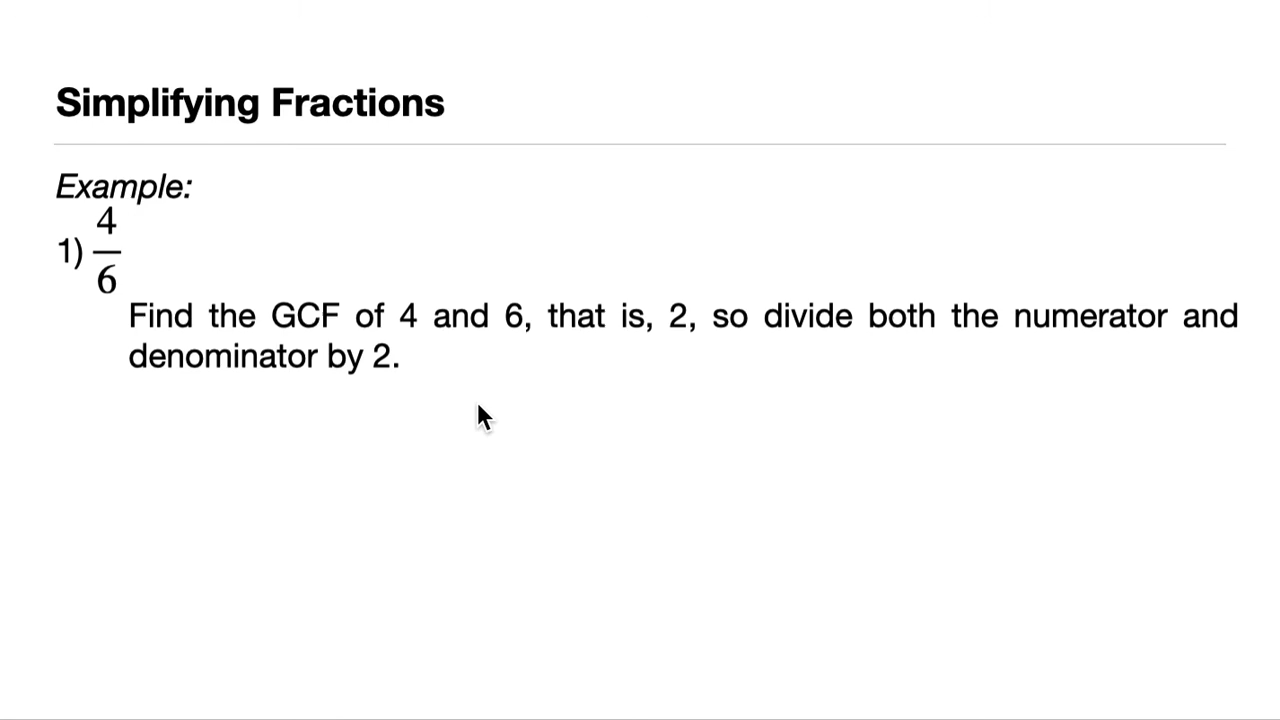 Simplifying Fractions
Example:
1) 4/6
Find the GCF of 4 and 6, that is, 2, so divide both the numerator and
denominator by 2.